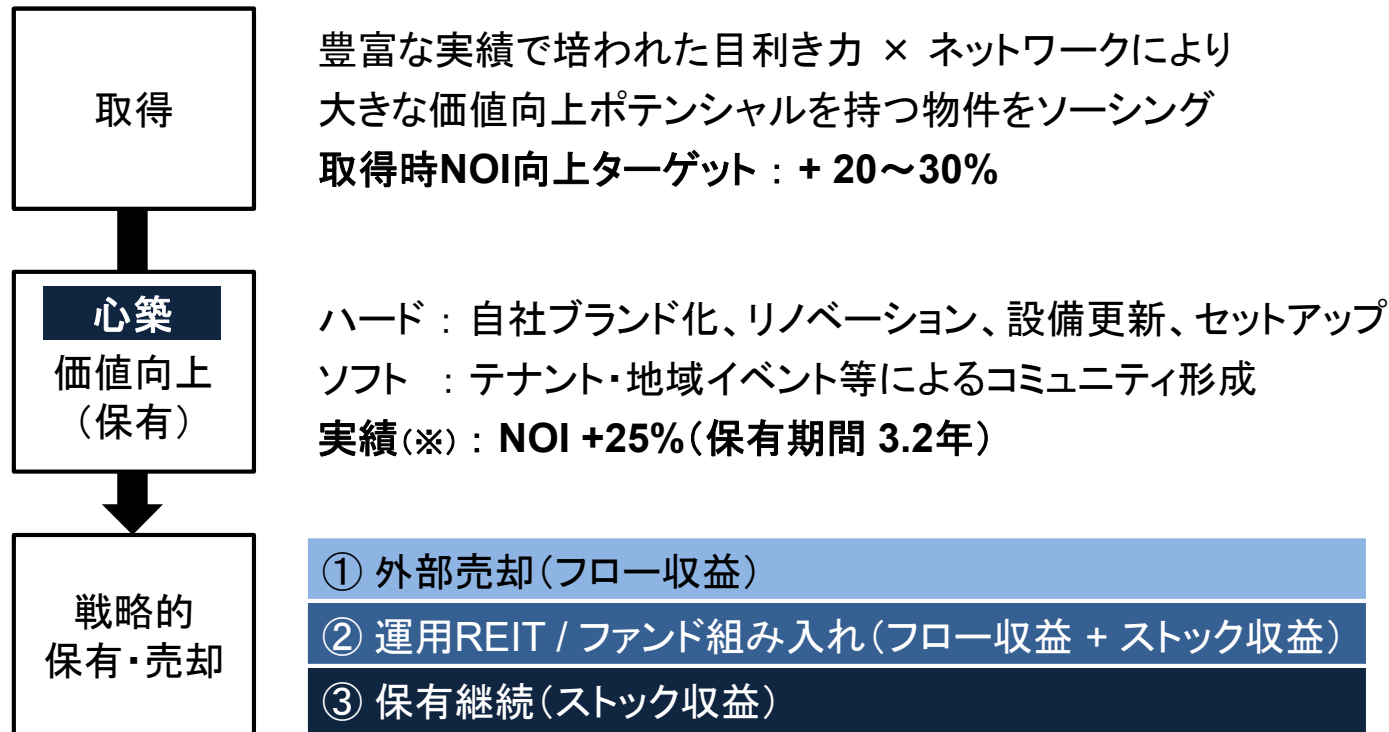 取得
豊富な実績で培われた目利き力 × ネットワークにより
大きな価値向上ポテンシャルを持つ物件をソーシング
取得時NOI向上ターゲット : + 20～30%
心築
価値向上
（保有）
ハード : 自社ブランド化、リノベーション、設備更新、セットアップ
ソフト : テナント・地域イベント等によるコミュニティ形成
実績(※) : NOI +25%（保有期間 3.2年）
戦略的
保有・売却
① 外部売却（フロー収益）
② 運用REIT / ファンド組み入れ（フロー収益 + ストック収益）
③ 保有継続（ストック収益）